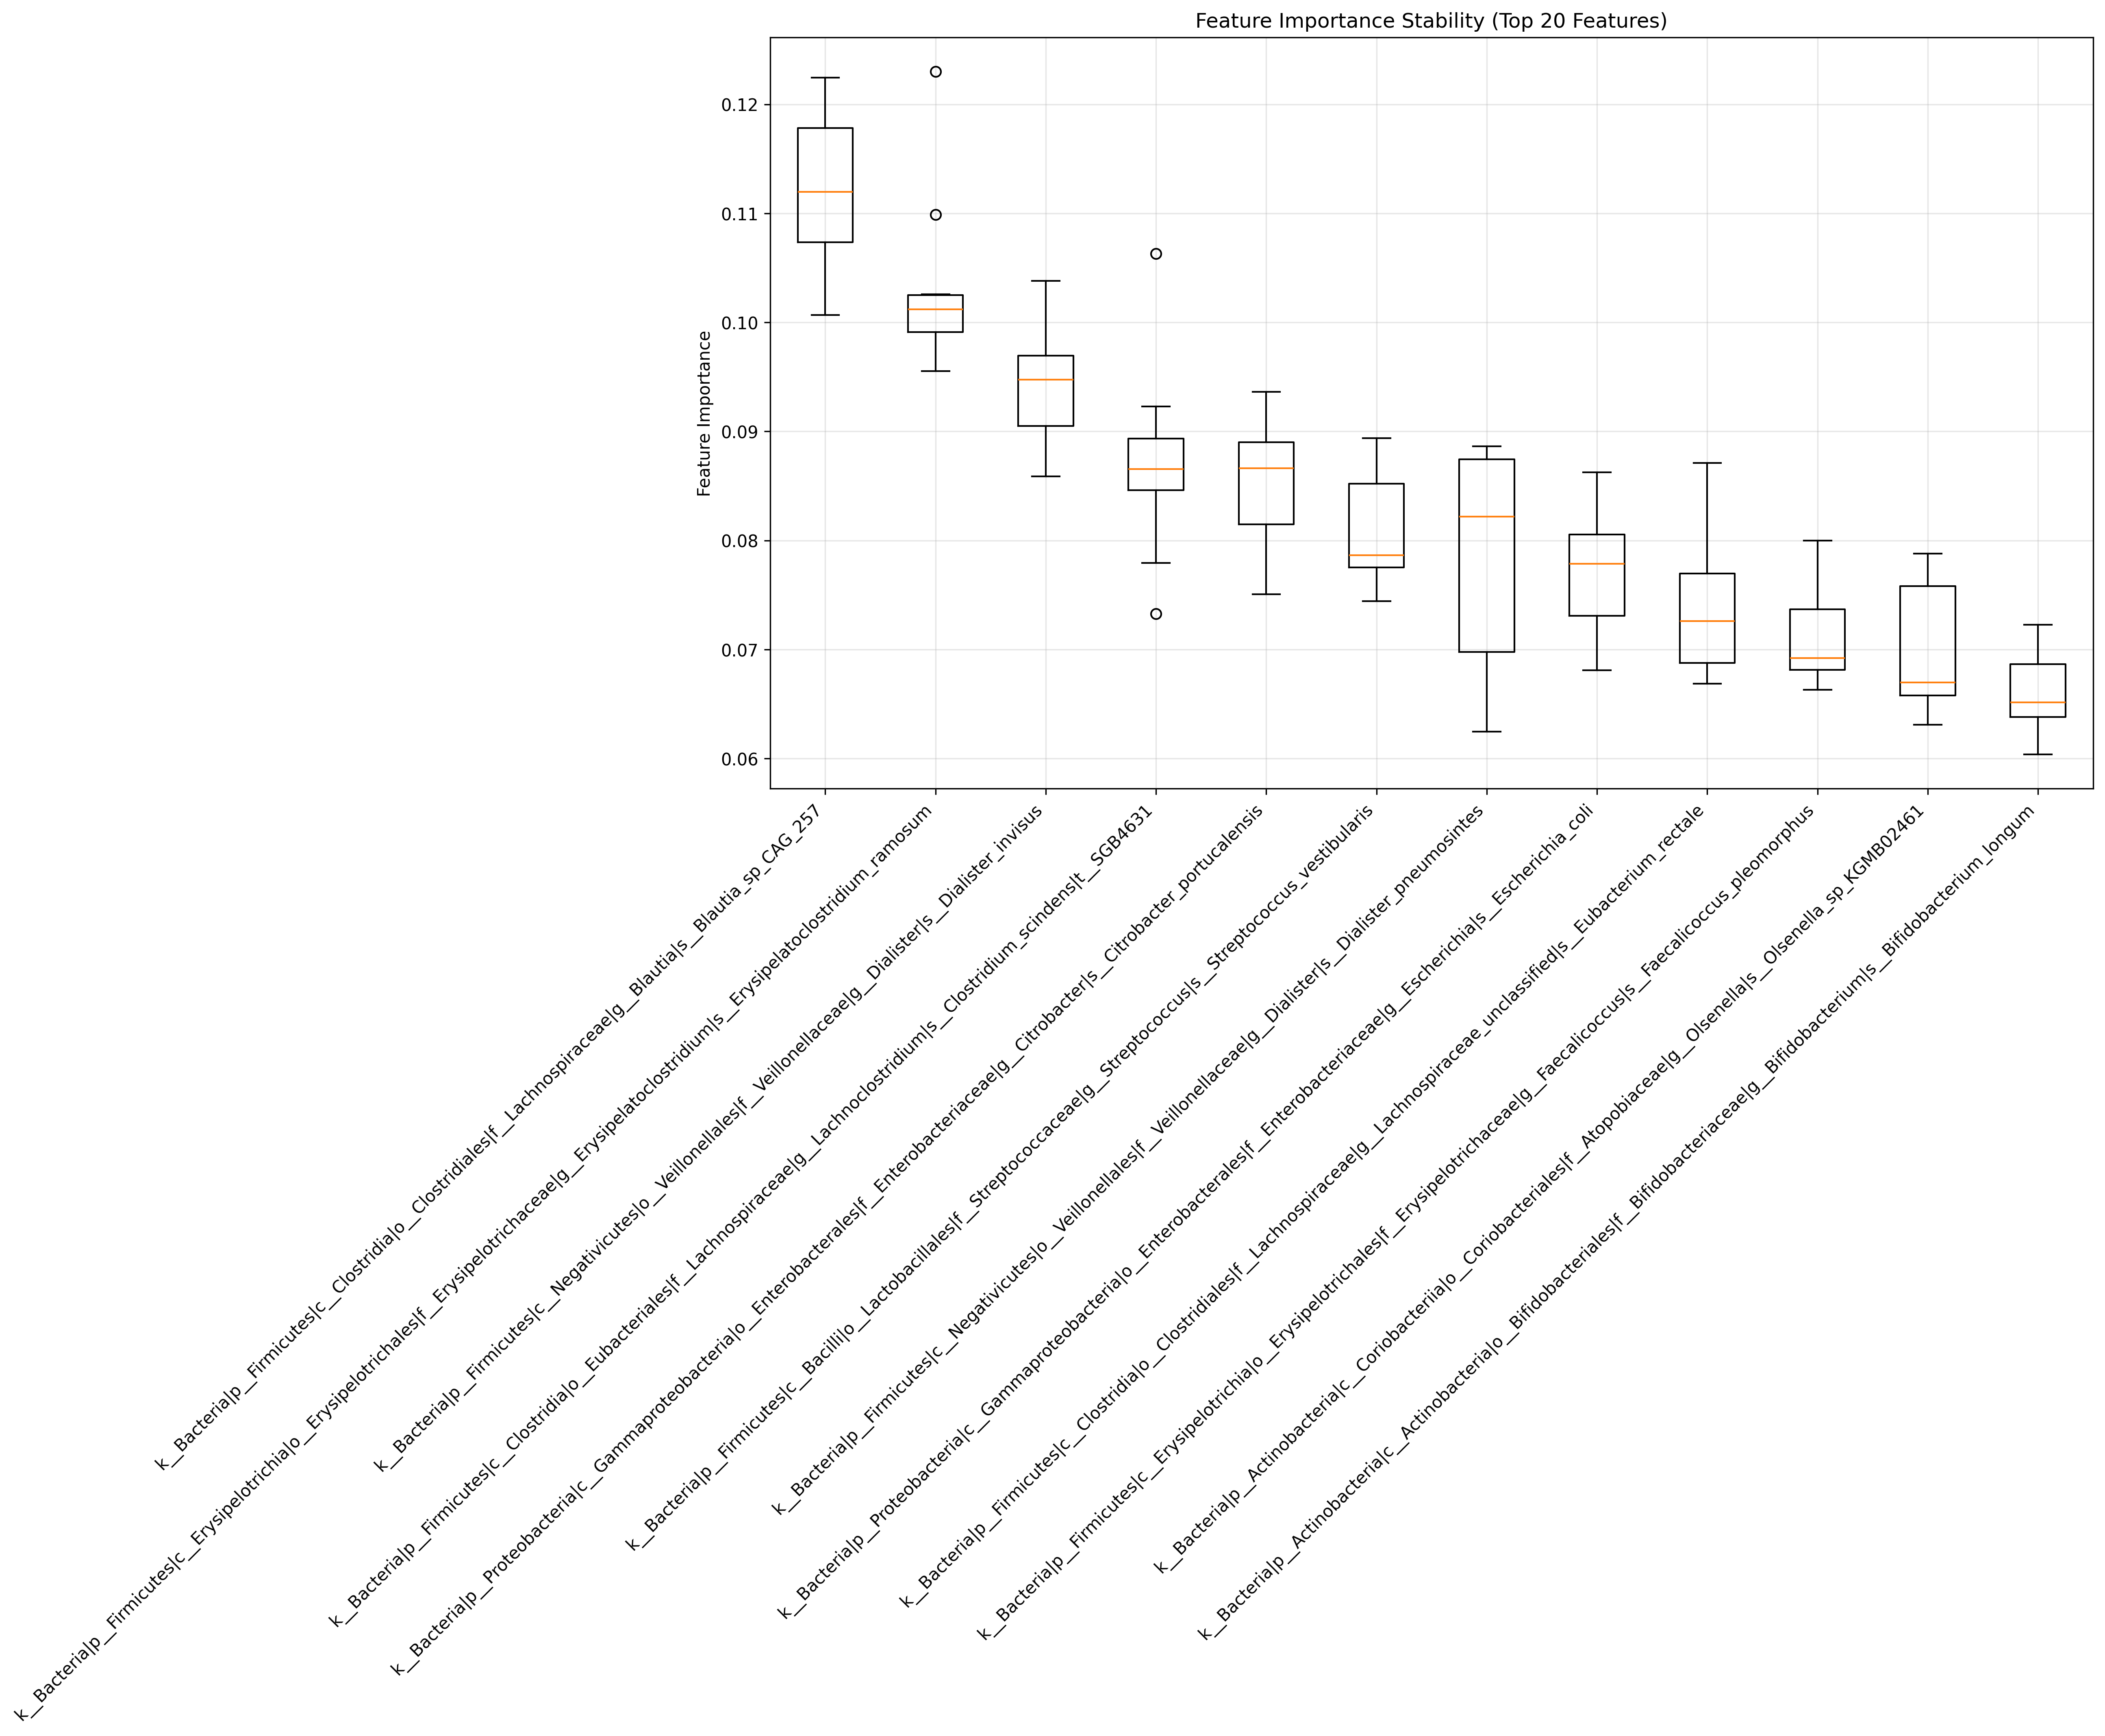 Feature Importance Stability (Top 20 Features)
Feature Importance
0.12
0.11
0.10
0.09
0.08
0.07
0.06
k__Bacteria|p__Firmicutes|c__Clostridia|o__Clostridiales|f__Lachnospiraceae|g__Blautia|s__Blautia_sp_CAG_257
k__Bacteria|p__Firmicutes|c__Erysipelotrichia|o__Erysipelotrichales|f__Erysipelotrichaceae|g__Erysipelatoclostridium|s__Erysipelatoclostridium_ramosum
k__Bacteria|p__Firmicutes|c__Negativicutes|o__Veillonellales|f__Veillonellaceae|g__Dialister|s__Dialister_invisus
k__Bacteria|p__Firmicutes|c__Clostridia|o__Eubacteriales|f__Lachnospiraceae|g__Lachnoclostridium|s__Clostridium_scindens|t__SGB4631
k__Bacteria|p__Proteobacteria|c__Gammaproteobacteria|o__Enterobacterales|f__Enterobacteriaceae|g__Citrobacter|s__Citrobacter_portucalensis
k__Bacteria|p__Firmicutes|c__Bacilli|o__Lactobacillales|f__Streptococcaceae|g__Streptococcus|s__Streptococcus_vestibularis
k__Bacteria|p__Firmicutes|c__Negativicutes|o__Veillonellales|f__Veillonellaceae|g__Dialister|s__Dialister_pneumosintes
k__Bacteria|p__Proteobacteria|c__Gammaproteobacteria|o__Enterobacterales|f__Enterobacteriaceae|g__Escherichia|s__Escherichia_coli
k__Bacteria|p__Firmicutes|c__Clostridia|o__Clostridiales|f__Lachnospiraceae|g__Lachnospiraceae_unclassified|s__Eubacterium_rectale
k__Bacteria|p__Firmicutes|c__Erysipelotrichia|o__Erysipelotrichales|f__Erysipelotrichaceae|g__Faecalicoccus|s__Faecalicoccus_pleomorphus
k__Bacteria|p__Actinobacteria|c__Coriobacteriia|o__Coriobacteriales|f__Atopobiaceae|g__Olsenella|s__Olsenella_sp_KGMB02461
k__Bacteria|p__Actinobacteria|c__Actinobacteria|o__Bifidobacteriales|f__Bifidobacteriaceae|g__Bifidobacterium|s__Bifidobacterium_longum